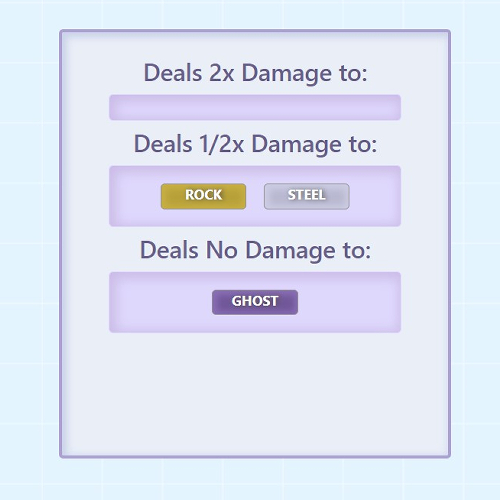 Deals 2x Damage to:
Deals 1/2x Damage to:
ROCK STEEL
Deals No Damage to:
GHOST